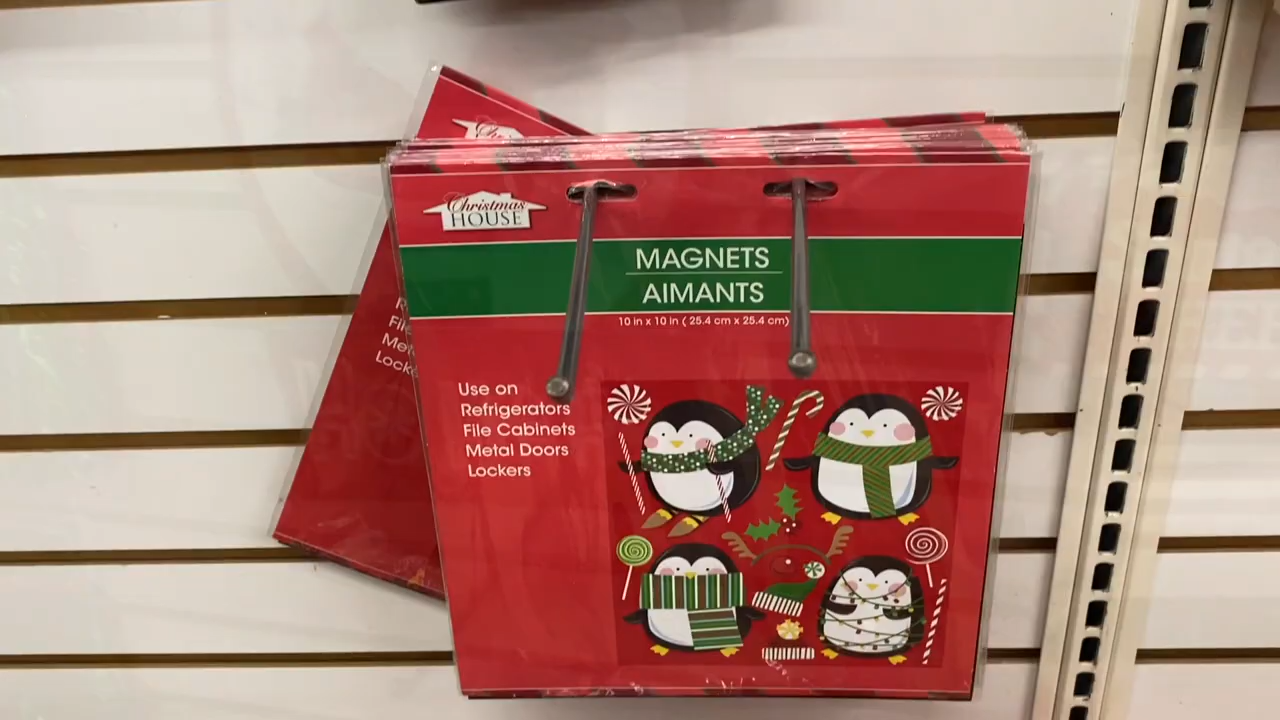 Christmas
HOUSE
MAGNETS
AIMANTS
10 in x 10 in ( 25.4 cm x 25.4 cm)
Use on
Refrigerators
File Cabinets
Metal Doors
Lockers